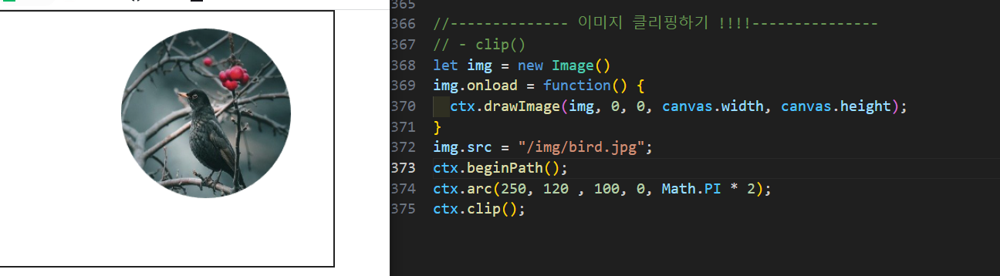 365
366 //-------------- 이미지 클리핑하기 !!!!---------------
367 // - clip()
368 let img = new Image()
369 img.onload = function() {
370 ctx.drawImage(img, 0, 0, canvas.width, canvas.height);
371 }
372 img.src = "/img/bird.jpg";
373 ctx.beginPath();
374 ctx.arc(250, 120 , 100, 0, Math.PI * 2);
375 ctx.clip();